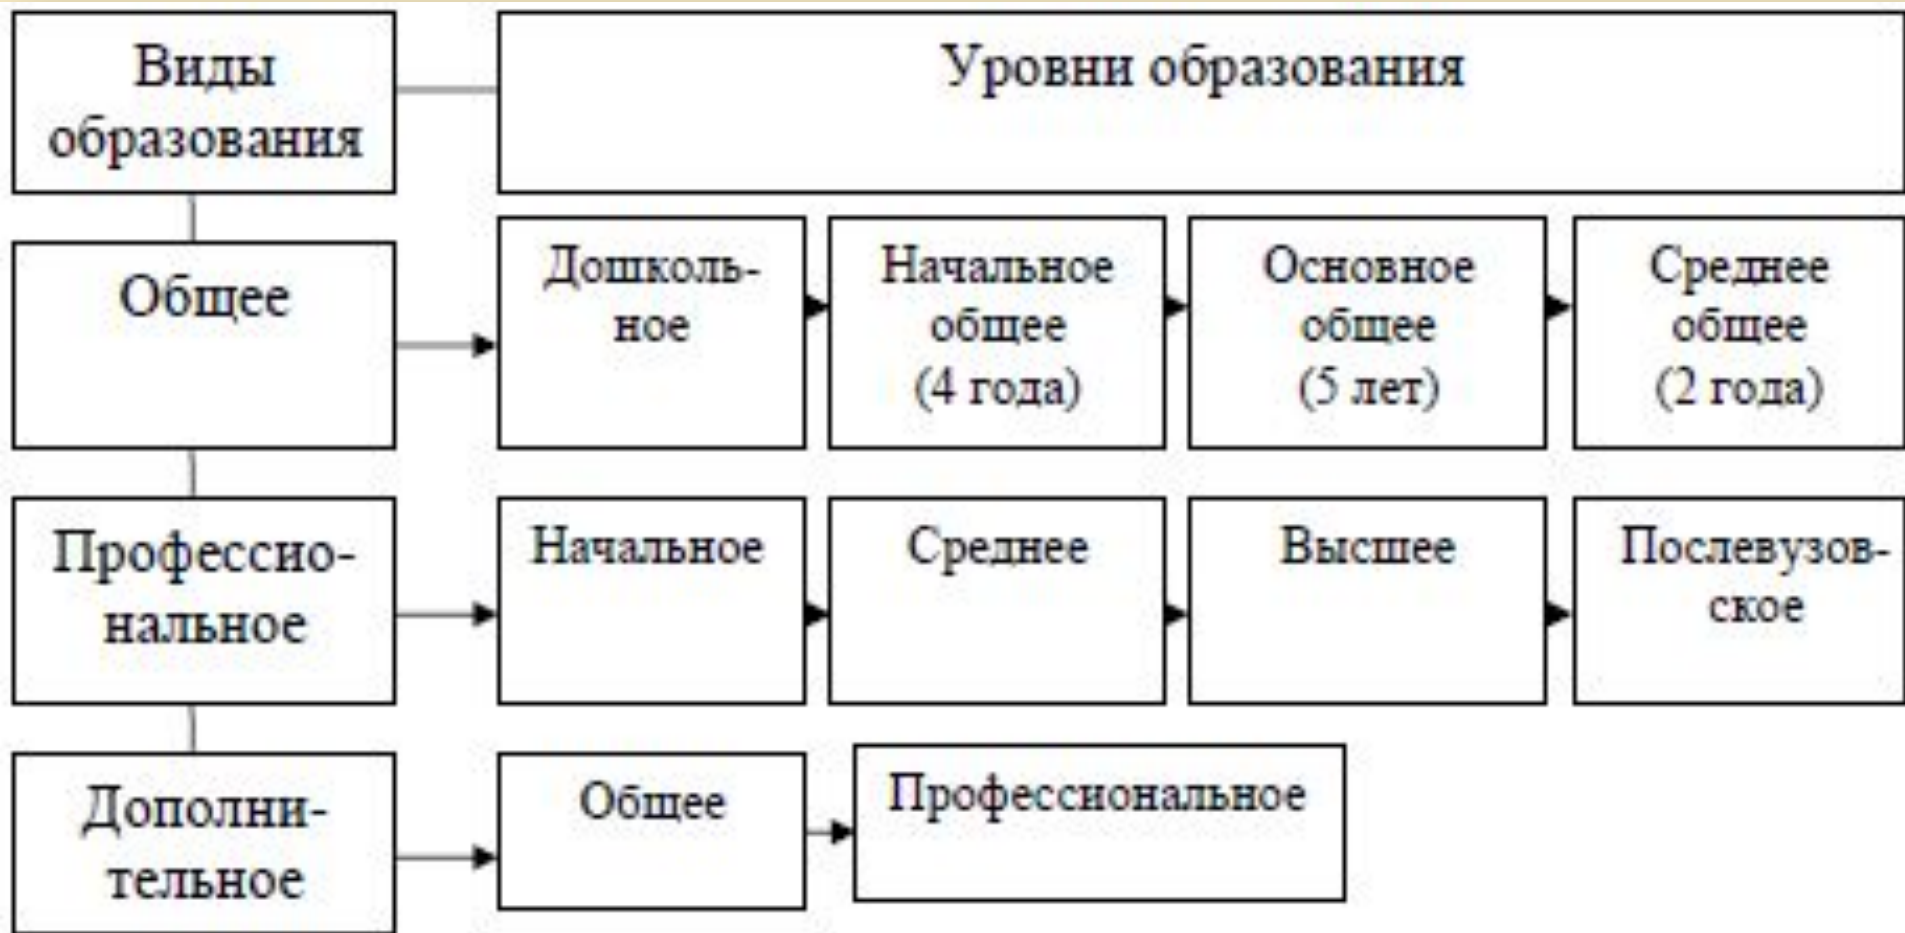 Виды
образования
Уровни образования
Общее
Дошколь-
ное
Начальное
общее
(4 года)
Основное
общее
(5 лет)
Среднее
общее
(2 года)
Профессио-
нальное
Начальное
Среднее
Высшее
Послевузов-
ское
Дополни-
тельное
Общее
Профессиональное